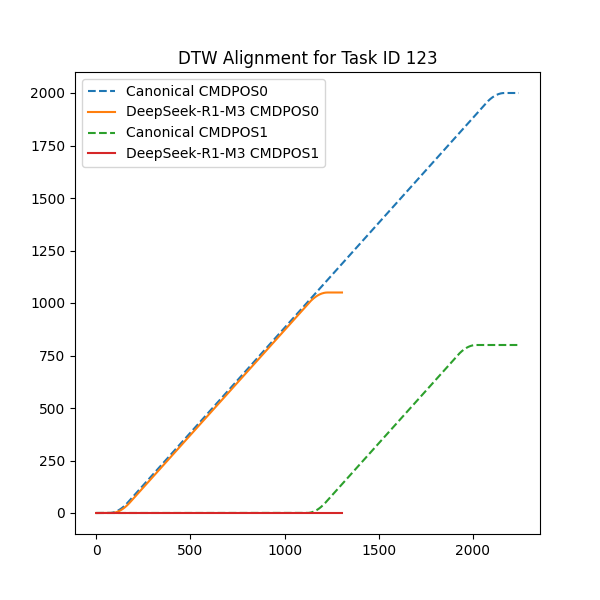 DTW Alignment for Task ID 123
Canonical CMDPOS0
DeepSeek-R1-M3 CMDPOS0
Canonical CMDPOS1
DeepSeek-R1-M3 CMDPOS1
2000
1750
1500
1250
1000
750
500
250
0
0 500 1000 1500 2000